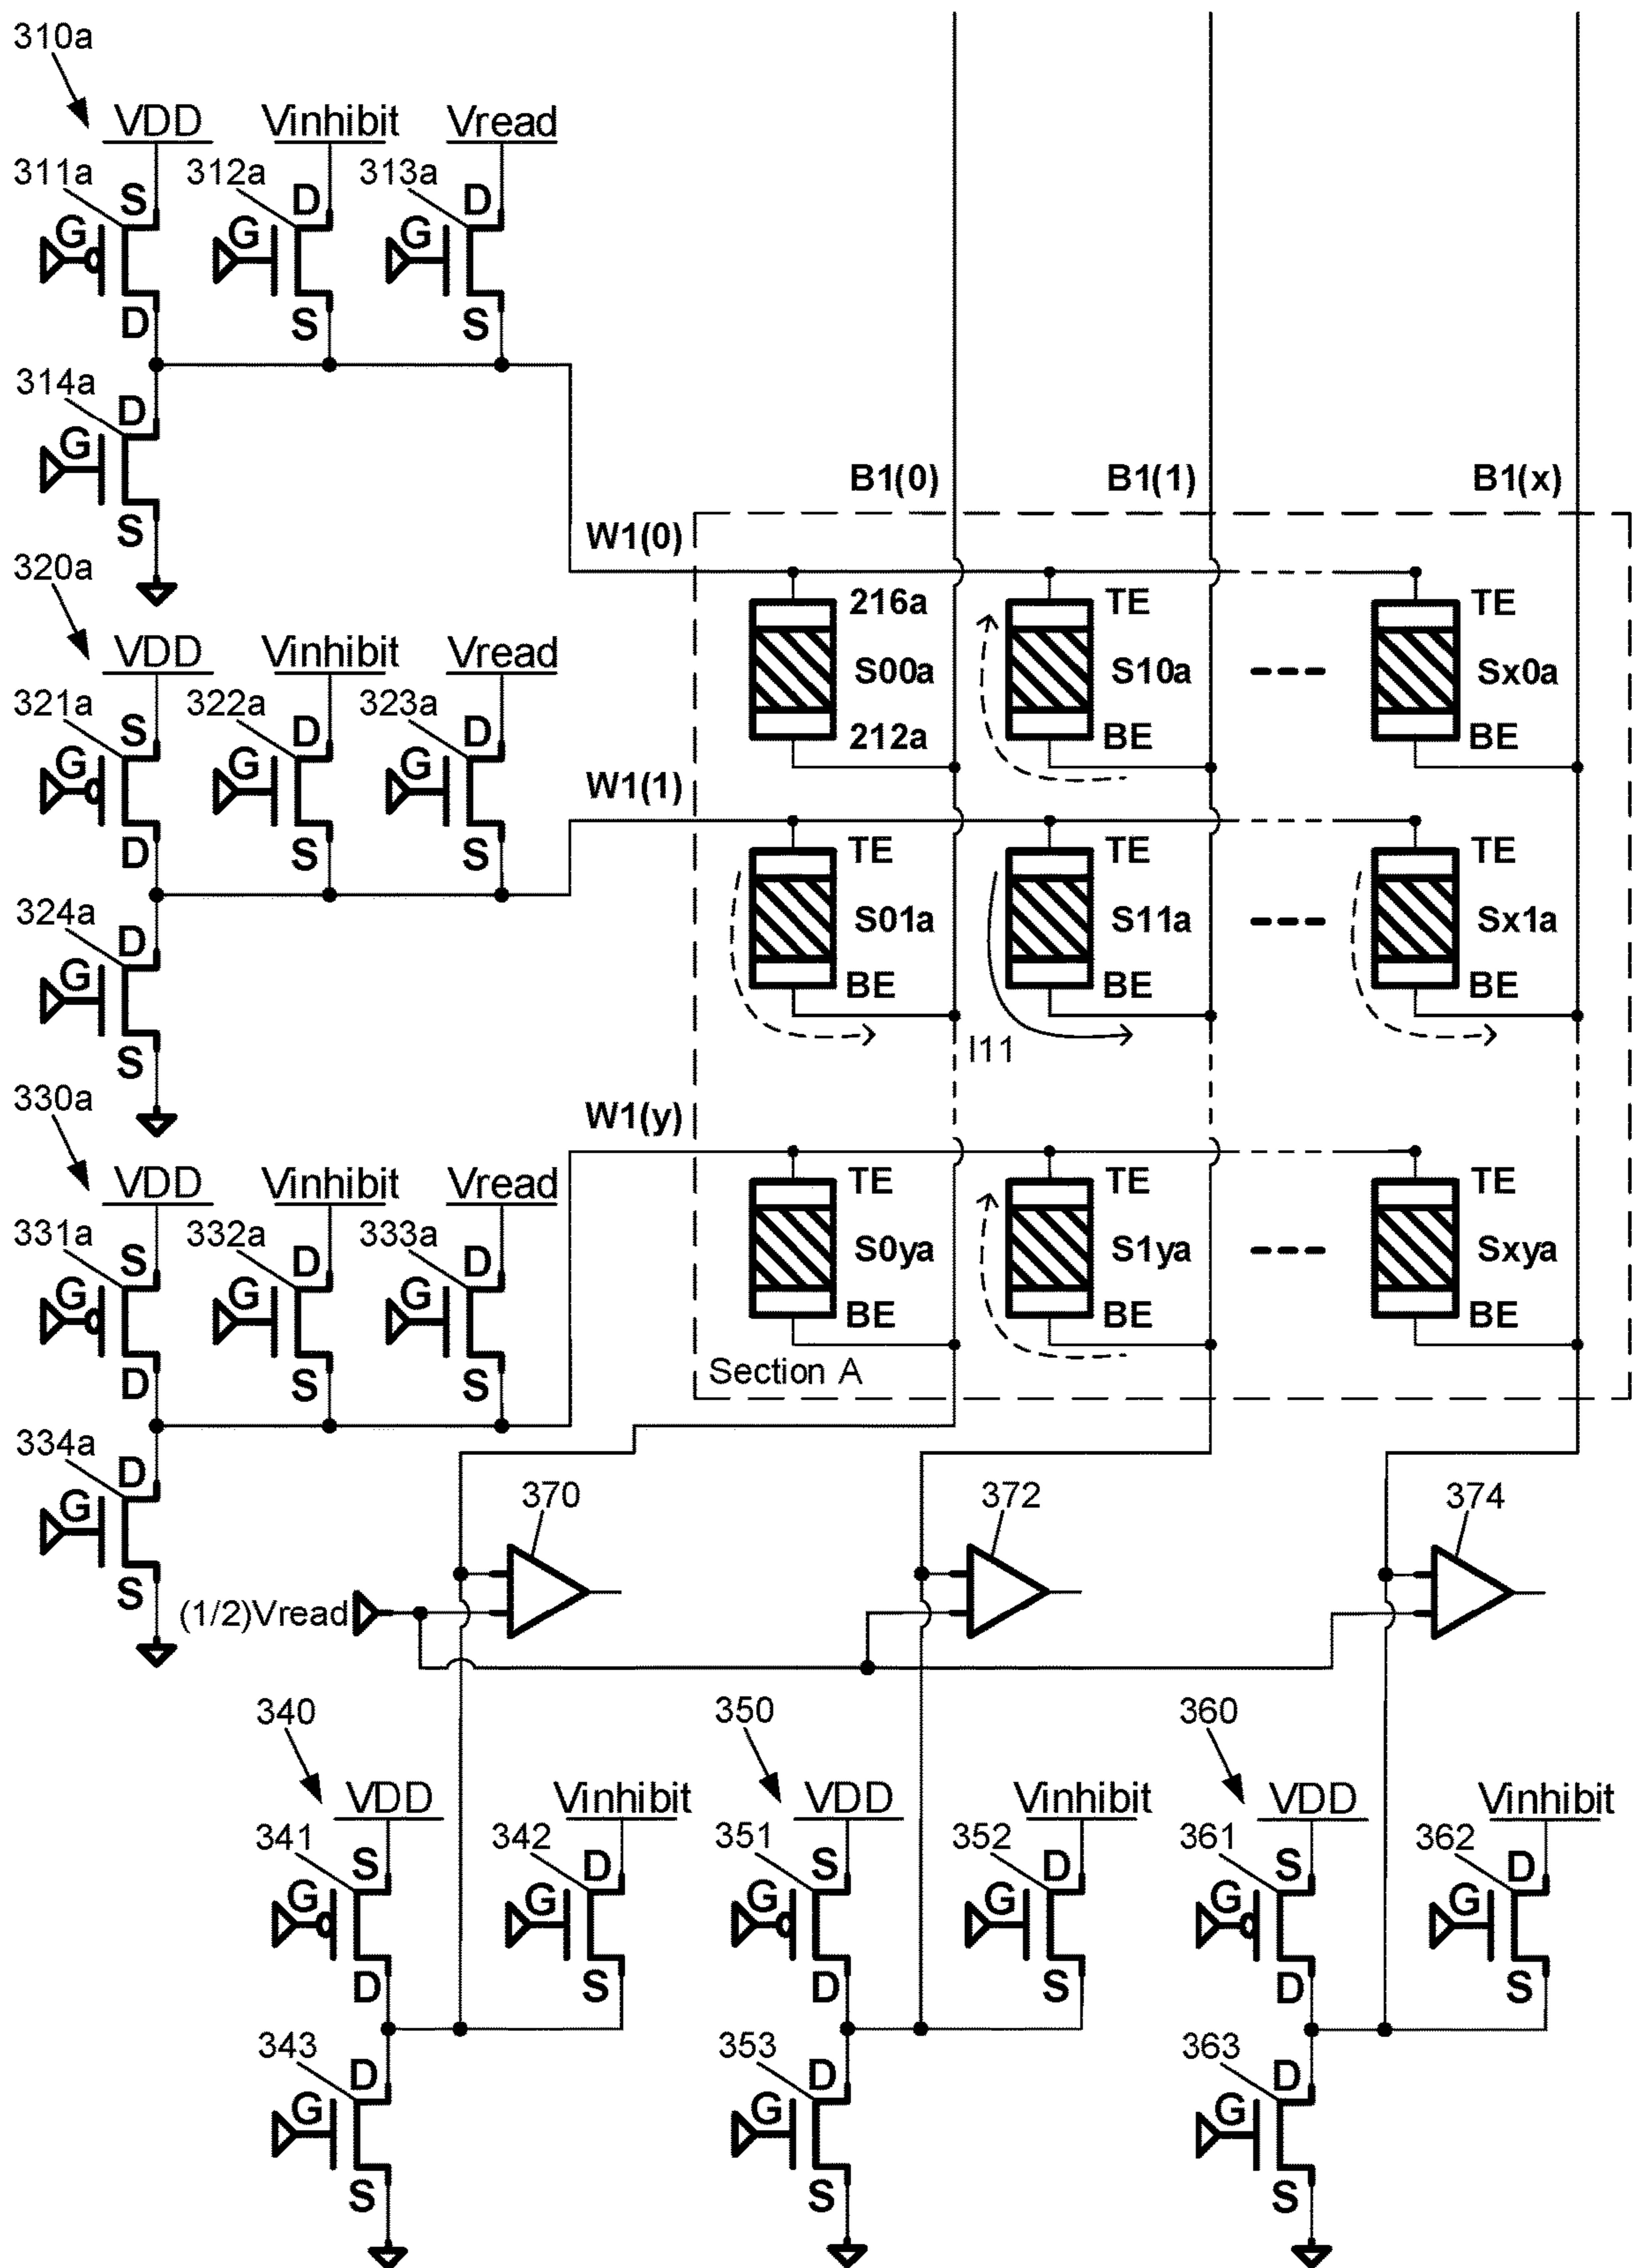 310a
VDD Vinhibit Vread
311a 312a 313a
S D D
G G G
D S S
314a
D
G
S
B1(0) B1(1) B1(x)
W1(0)
320a
216a TE TE
S00a S10a Sx0a
212a BE BE
VDD Vinhibit Vread
321a 322a 323a
S D D
G G G
D S S
W1(1)
TE TE TE
S01a S11a Sx1a
BE BE BE
I11
324a
D
G
S
330a
W1(y)
TE TE TE
S0ya S1ya Sxya
BE BE BE
Section A
VDD Vinhibit Vread
331a 332a 333a
S D D
G G G
D S S
334a
D
G
S
370 372 374
(1/2)Vread
340 350 360
VDD Vinhibit VDD Vinhibit VDD Vinhibit
341 342 351 352 361 362
S D S D S D
G G G G G G
D S D S D S
343 353 363
D D D
G G G
S S S